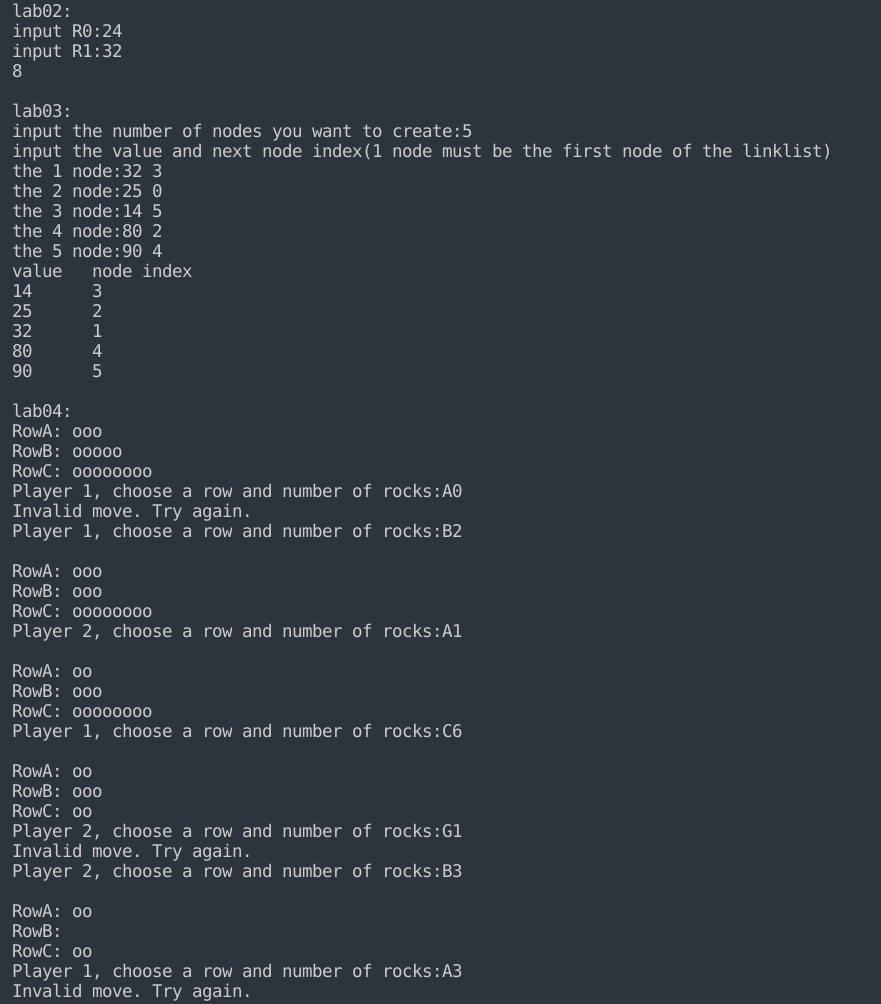 lab02:
input R0:24
input R1:32
8
lab03:
input the number of nodes you want to create:5
input the value and next node index(1 node must be the first node of the linklist)
the 1 node:32 3
the 2 node:25 0
the 3 node:14 5
the 4 node:80 2
the 5 node:90 4
value   node index
14      3
25      2
32      1
80      4
90      5
lab04:
RowA: ooo
RowB: ooooo
RowC: oooooooo
Player 1, choose a row and number of rocks:A0
Invalid move. Try again.
Player 1, choose a row and number of rocks:B2
RowA: ooo
RowB: ooo
RowC: oooooooo
Player 2, choose a row and number of rocks:A1
RowA: oo
RowB: ooo
RowC: oooooooo
Player 1, choose a row and number of rocks:C6
RowA: oo
RowB: ooo
RowC: oo
Player 2, choose a row and number of rocks:G1
Invalid move. Try again.
Player 2, choose a row and number of rocks:B3
RowA: oo
RowB:
RowC: oo
Player 1, choose a row and number of rocks:A3
Invalid move. Try again.